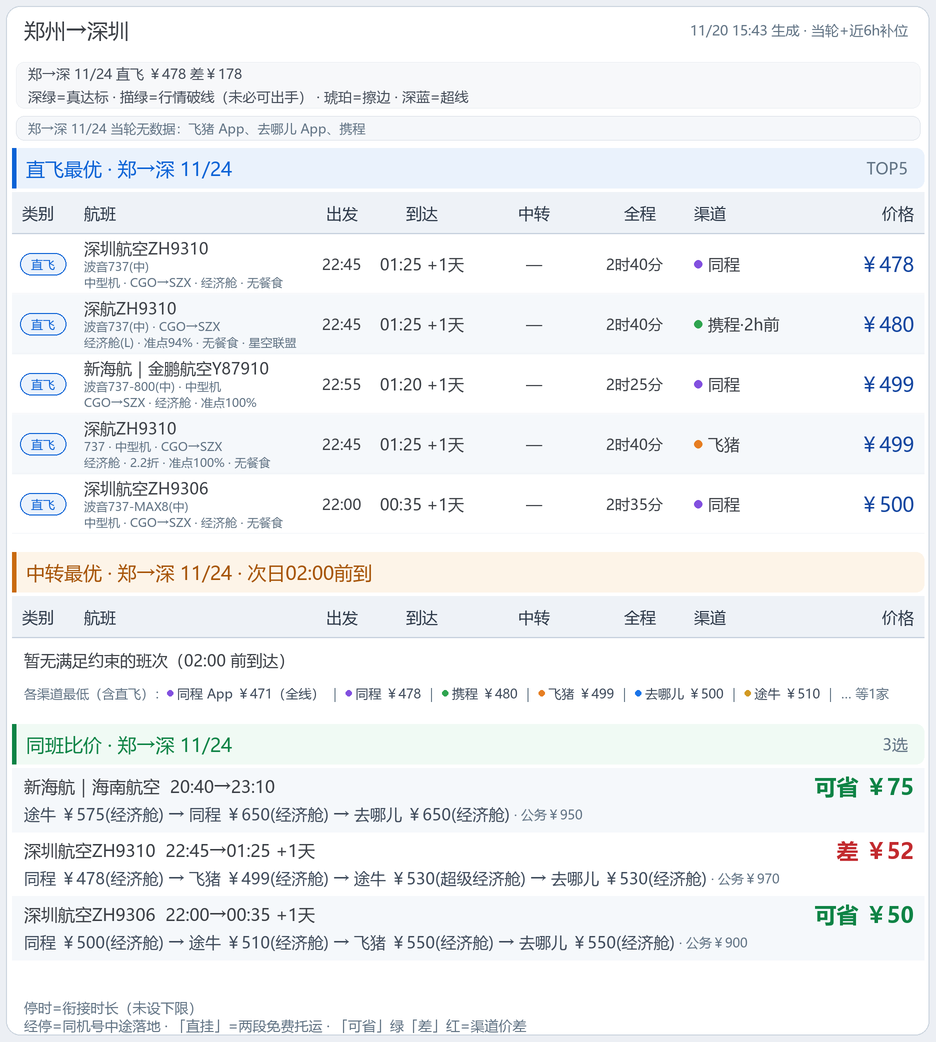 郑州→深圳
11/20 15:43 生成 · 当轮+近6h补位
郑→深 11/24 直飞 ¥478 差¥178
深绿=真达标 · 描绿=行情破线（未必可出手） · 琥珀=擦边 · 深蓝=超线
郑→深 11/24 当轮无数据：飞猪 App、去哪儿 App、携程
直飞最优 · 郑→深 11/24 TOP5
类别 航班 出发 到达 中转 全程 渠道 价格
深圳航空ZH9310
直飞 波音737(中) 22:45 01:25 +1天 — 2时40分 同程 ¥478
中型机 · CGO→SZX · 经济舱 · 无餐食
深航ZH9310
直飞 波音737(中) · CGO→SZX 22:45 01:25 +1天 — 2时40分 携程·2h前 ¥480
经济舱(L) · 准点94% · 无餐食 · 星空联盟
新海航 | 金鹏航空Y87910
直飞 波音737-800(中) · 中型机 22:55 01:20 +1天 — 2时25分 同程 ¥499
CGO→SZX · 经济舱 · 准点100%
深航ZH9310
直飞 737 · 中型机 · CGO→SZX 22:45 01:25 +1天 — 2时40分 飞猪 ¥499
经济舱 · 2.2折 · 准点100% · 无餐食
深圳航空ZH9306
直飞 波音737-MAX8(中) 22:00 00:35 +1天 — 2时35分 同程 ¥500
中型机 · CGO→SZX · 经济舱 · 无餐食
中转最优 · 郑→深 11/24 · 次日02:00前到
类别 航班 出发 到达 中转 全程 渠道 价格
暂无满足约束的班次（02:00 前到达）
各渠道最低（含直飞）: 同程 App ¥471（全线） | 同程 ¥478 | 携程 ¥480 | 飞猪 ¥499 | 去哪儿 ¥500 | 途牛 ¥510 | … 等1家
同班比价 · 郑→深 11/24 3选
新海航 | 海南航空 20:40→23:10 可省 ¥75
途牛 ¥575(经济舱) → 同程 ¥650(经济舱) → 去哪儿 ¥650(经济舱) · 公务¥950
深圳航空ZH9310 22:45→01:25 +1天 差 ¥52
同程 ¥478(经济舱) → 飞猪 ¥499(经济舱) → 途牛 ¥530(超级经济舱) → 去哪儿 ¥530(经济舱) · 公务¥970
深圳航空ZH9306 22:00→00:35 +1天 可省 ¥50
同程 ¥500(经济舱) → 途牛 ¥510(经济舱) → 飞猪 ¥550(经济舱) → 去哪儿 ¥550(经济舱) · 公务¥900
停时=衔接时长（未设下限）
经停=同机号中途落地 · 「直挂」=两段免费托运 · 「可省」绿「差」红=渠道价差